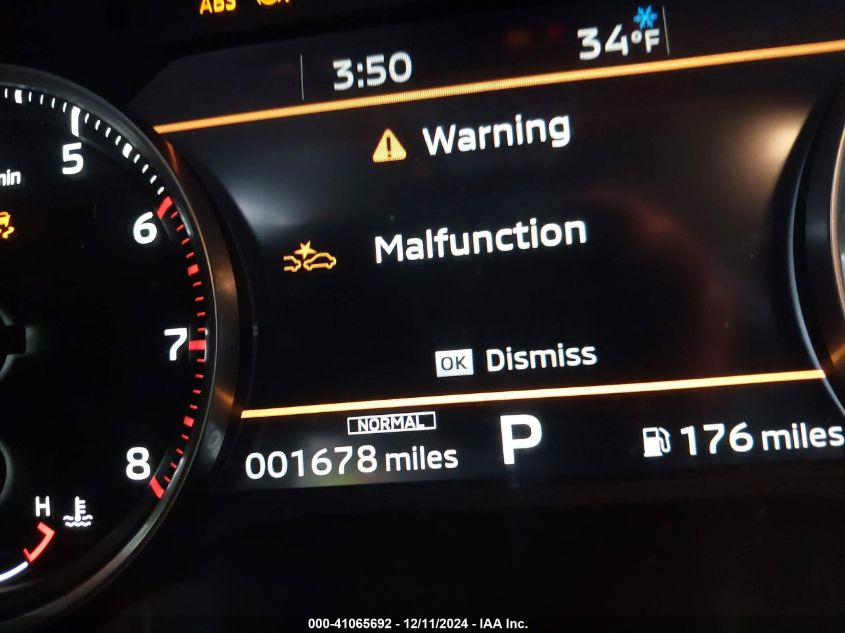 ABS
3:50
34°F
5
Warning
min
6
Malfunction
7
OK Dismiss
NORMAL
8
001678 miles
P
176 miles
H
000-41065692 - 12/11/2024 - IAA Inc.